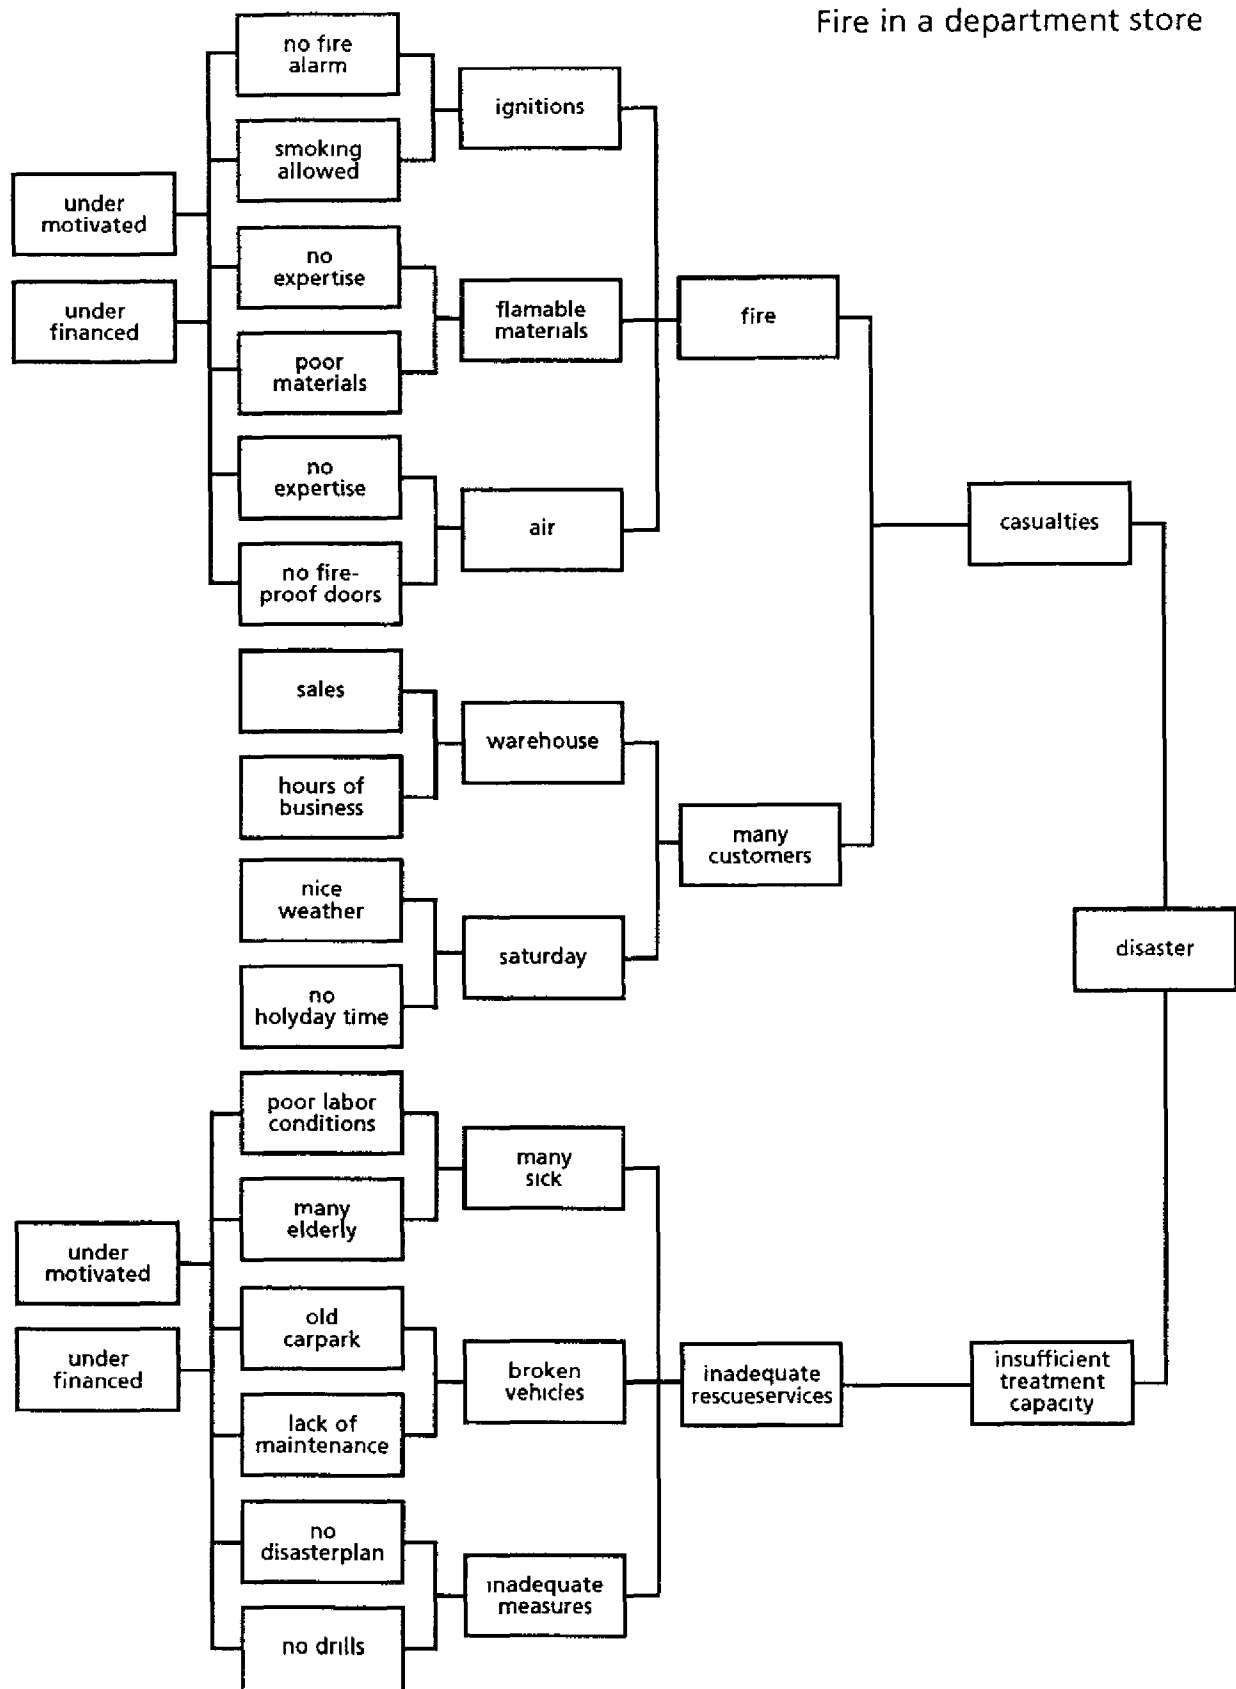 Fire in a department store
no fire
alarm
ignitions
smoking
allowed
under
motivated
no
expertise
under
financed
flamable
materials
fire
poor
materials
no
expertise
air
casualties
no fire-
proof doors
sales
warehouse
hours of
business
many
customers
nice
weather
saturday
disaster
no
holyday time
poor labor
conditions
many
sick
many
elderly
under
motivated
old
carpark
under
financed
broken
vehicles
inadequate
rescueservices
insufficient
treatment
capacity
lack of
maintenance
no
disasterplan
inadequate
measures
no drills